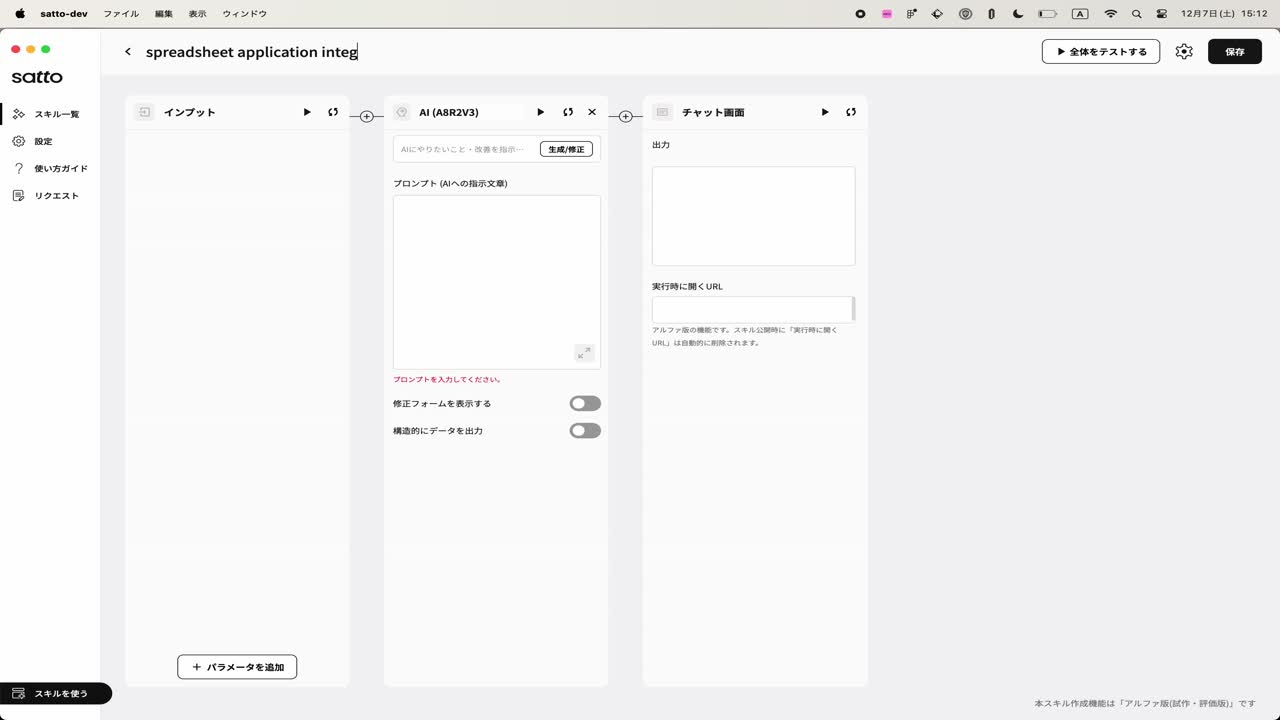 satto-dev ファイル 編集 表示 ウィンドウ
A 12月7日(土) 15:12
satto
スキル一覧
設定
使い方ガイド
リクエスト
スキルを使う
spreadsheet application integ
全体をテストする
保存
インプット
パラメータを追加
AI (A8R2V3)
AIにやりたいこと・改善を指示…
生成/修正
プロンプト (AIへの指示文章)
プロンプトを入力してください。
修正フォームを表示する
構造的にデータを出力
チャット画面
出力
実行時に開くURL
アルファ版の機能です。スキル公開時に「実行時に開く
URL」は自動的に削除されます。
本スキル作成機能は「アルファ版(試作・評価版)」です